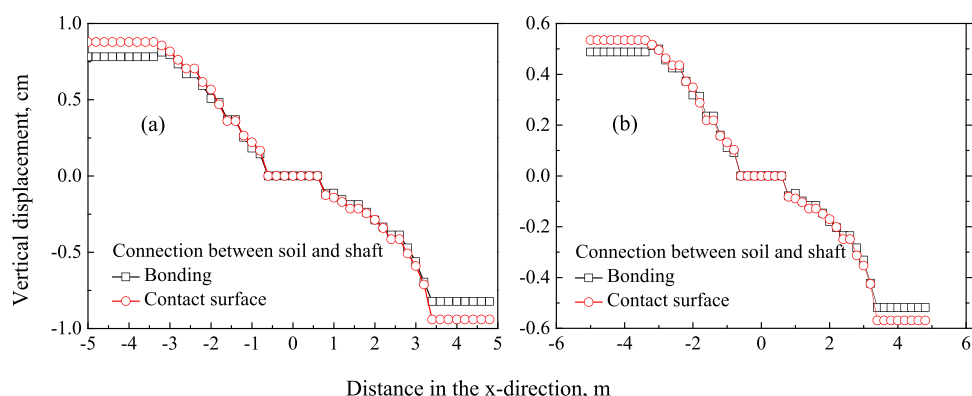 1.0
0.5
0.0
-0.5
-1.0
Vertical displacement, cm
(a)
Connection between soil and shaft
Bonding
Contact surface
-5 -4 -3 -2 -1 0 1 2 3 4 5
0.6
0.4
0.2
0.0
-0.2
-0.4
-0.6
(b)
Connection between soil and shaft
Bonding
Contact surface
-6 -4 -2 0 2 4 6
Distance in the x-direction, m